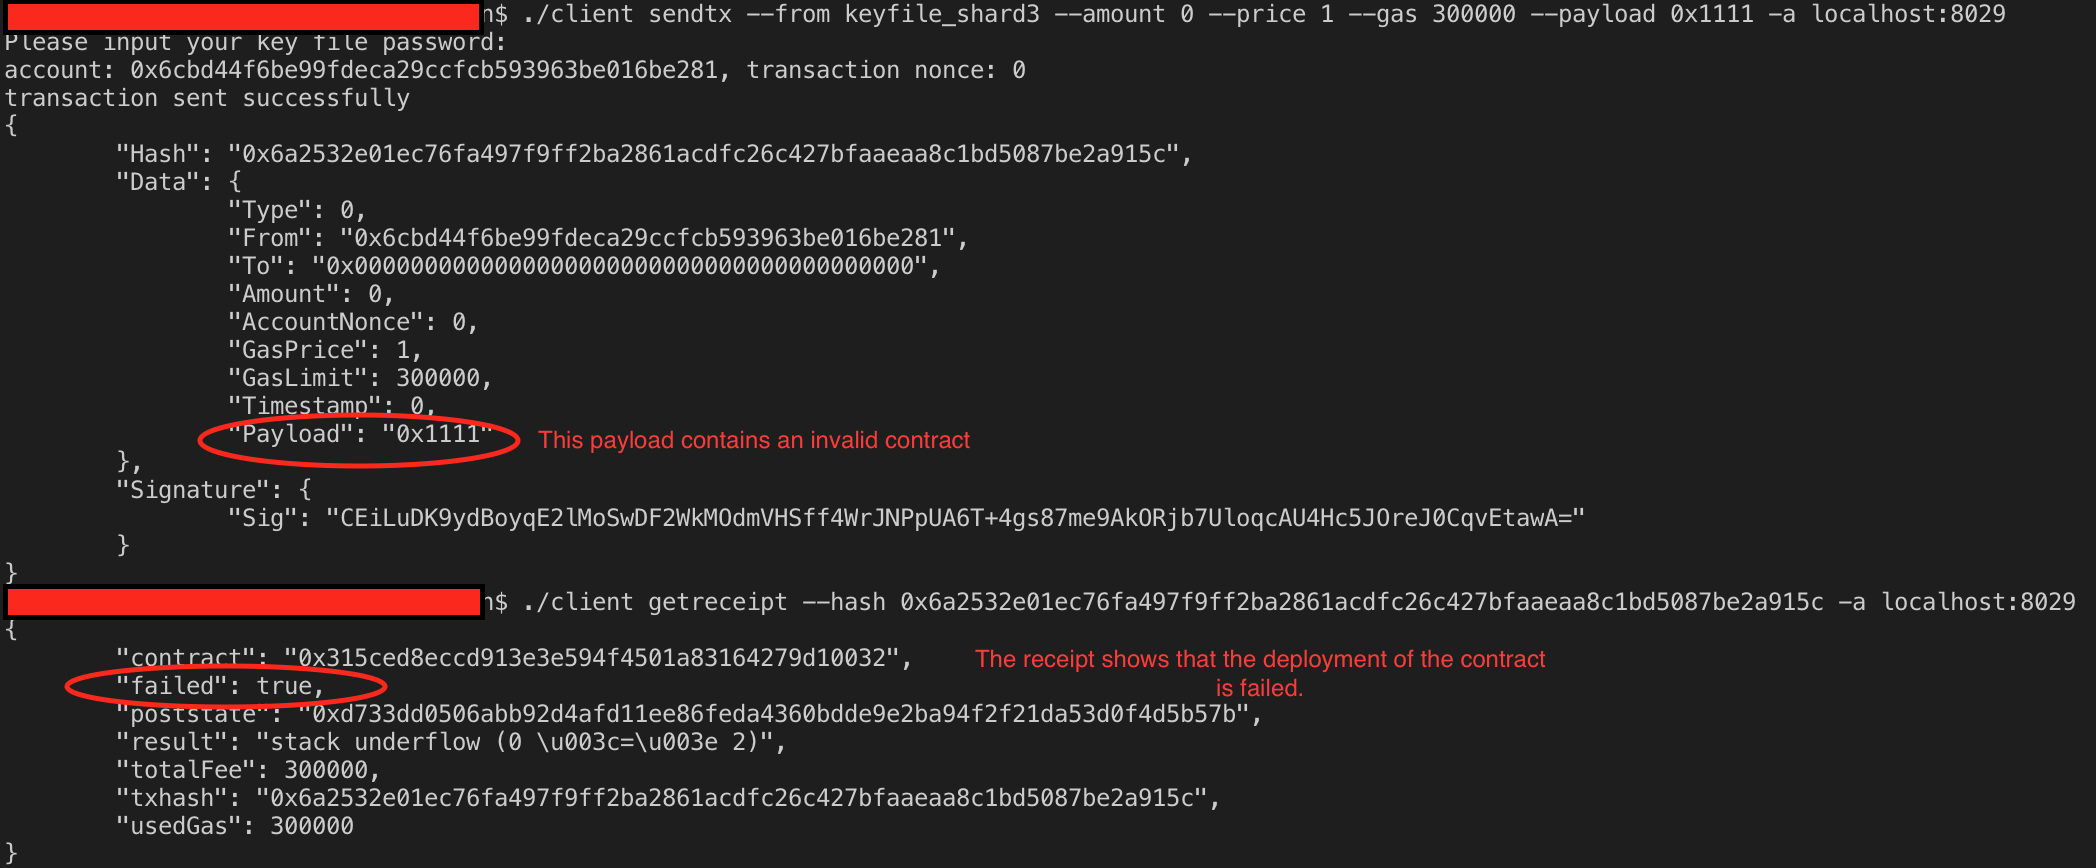 n$ ./client sendtx --from keyfile_shard3 --amount 0 --price 1 --gas 300000 --payload 0x1111 -a localhost:8029
Please input your key file password:
account: 0x6cbd44f6be99fdeca29ccfcb593963be016be281, transaction nonce: 0
transaction sent successfully
{
"Hash": "0x6a2532e01ec76fa497f9ff2ba2861acdfc26c427bfaaeaa8c1bd5087be2a915c",
"Data": {
"Type": 0,
"From": "0x6cbd44f6be99fdeca29ccfcb593963be016be281",
"To": "0x0000000000000000000000000000000000000000",
"Amount": 0,
"AccountNonce": 0,
"GasPrice": 1,
"GasLimit": 300000,
"Timestamp": 0,
"Payload": "0x1111" This payload contains an invalid contract
},
"Signature": {
"Sig": "CEiLuDK9ydBoyqE2lMoSwDF2WkMOdmVHSff4WrJNPpUA6T+4gs87me9AkORjb7UloqcAU4Hc5JOreJ0CqvEtawA="
}
}
n$ ./client getreceipt --hash 0x6a2532e01ec76fa497f9ff2ba2861acdfc26c427bfaaeaa8c1bd5087be2a915c -a localhost:8029
{
"contract": "0x315ced8eccd913e3e594f4501a83164279d10032", The receipt shows that the deployment of the contract
"failed": true, is failed.
"poststate": "0xd733dd0506abb92d4afd11ee86feda4360bdde9e2ba94f2f21da53d0f4d5b57b",
"result": "stack underflow (0 \u003c=\u003e 2)",
"totalFee": 300000,
"txhash": "0x6a2532e01ec76fa497f9ff2ba2861acdfc26c427bfaaeaa8c1bd5087be2a915c",
"usedGas": 300000
}